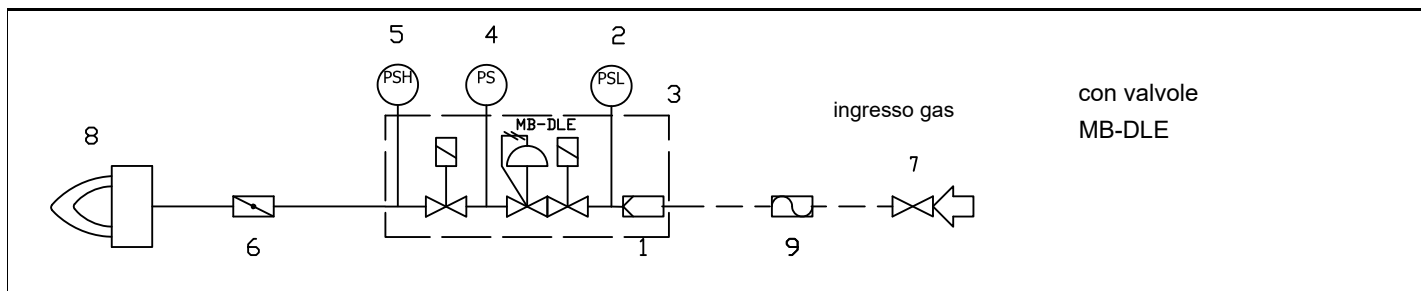 5 4 2
PSH PS PSL
3
MB-DLE
ingresso gas
con valvole
MB-DLE
8
7
6
1
9